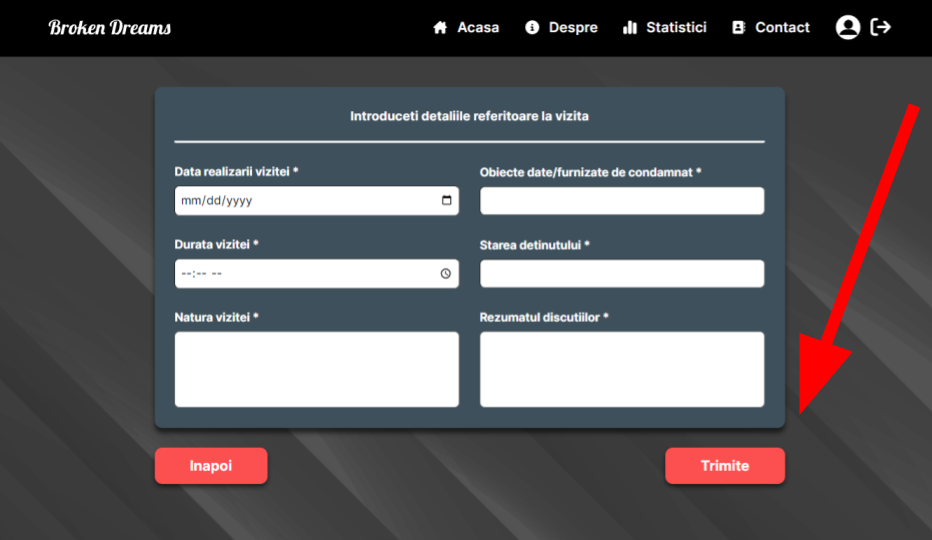 Broken Dreams
Acasa Despre Statistici Contact
Introduceti detaliile referitoare la vizita
Data realizarii vizitei *
Obiecte date/furnizate de condamnat *
mm/dd/yyyy
Durata vizitei *
Starea detinutului *
--:-- --
Natura vizitei *
Rezumatul discutiilor *
Inapoi
Trimite